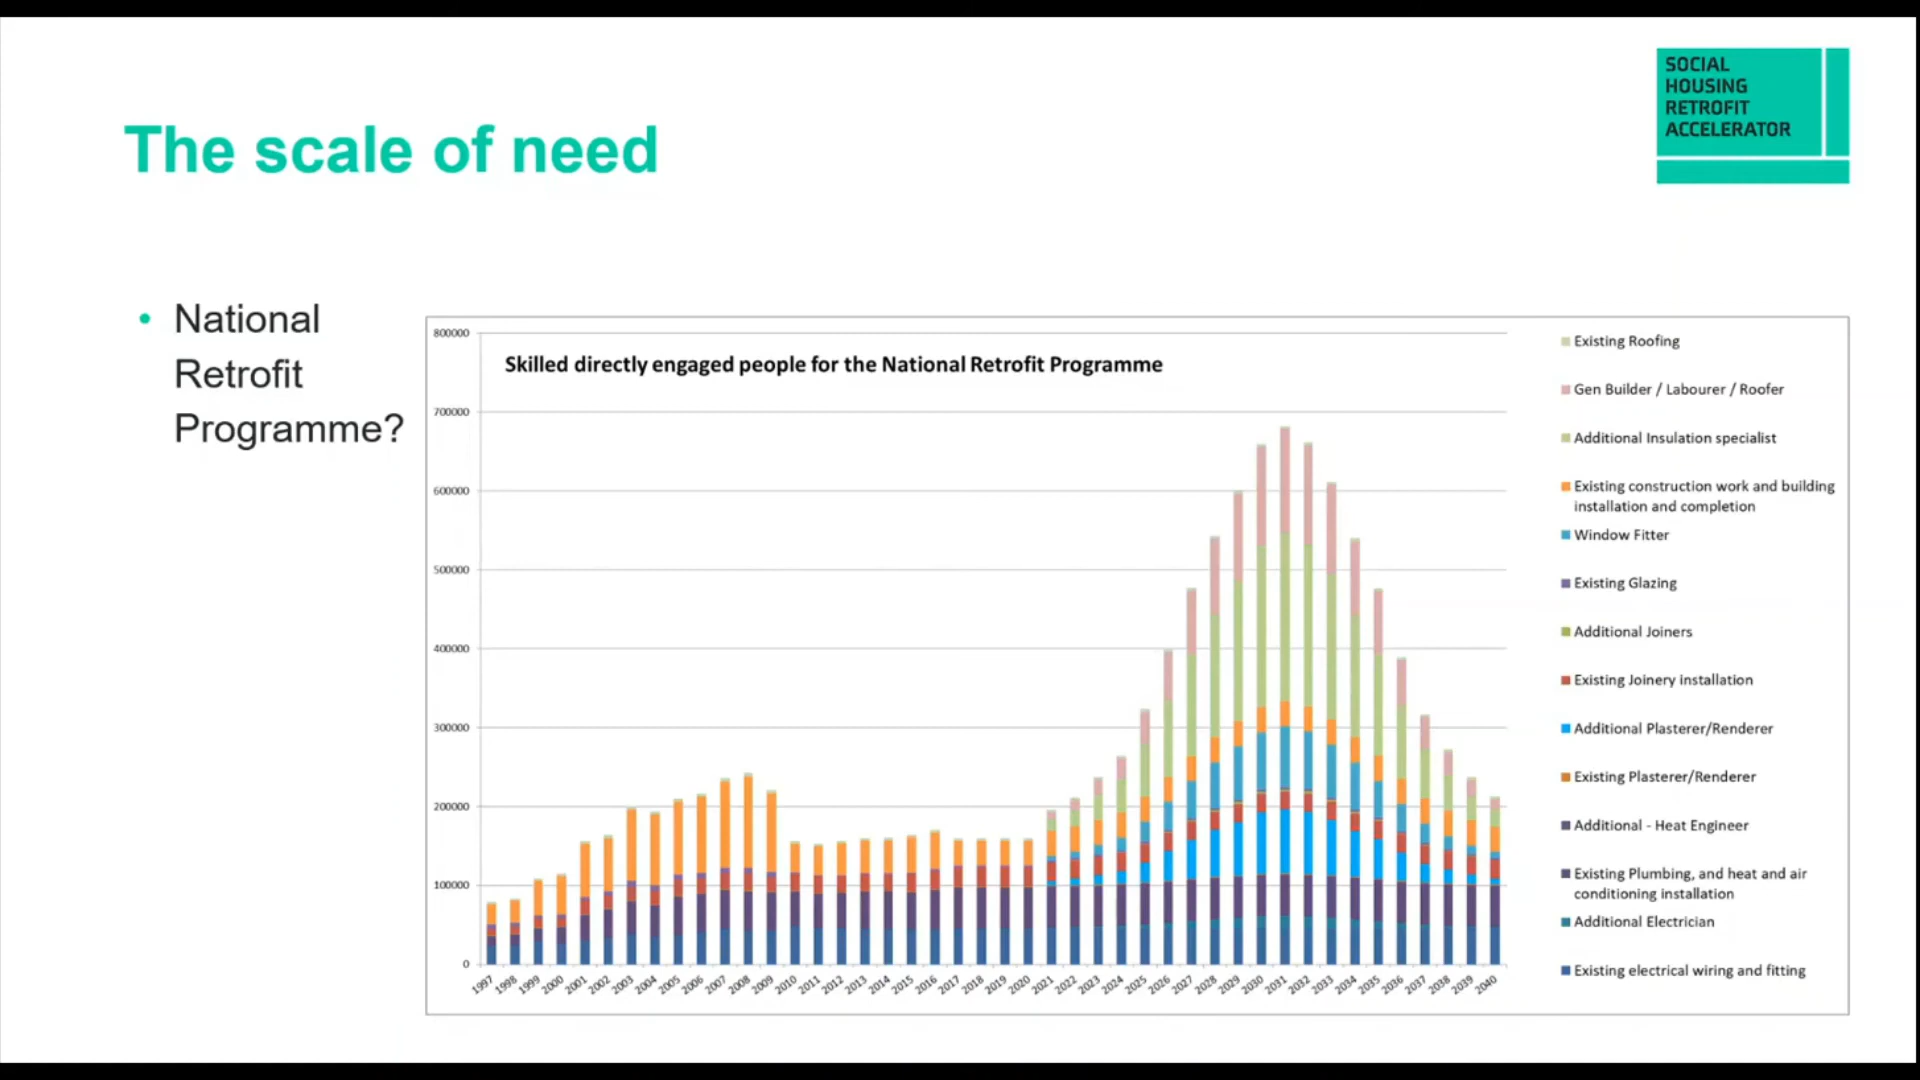 SOCIAL
HOUSING
RETROFIT
ACCELERATOR
The scale of need
• National
Retrofit
Programme?
Skilled directly engaged people for the National Retrofit Programme
800000
700000
600000
500000
400000
300000
200000
100000
0
1997 1998 1999 2000 2001 2002 2003 2004 2005 2006 2007 2008 2009 2010 2011 2012 2013 2014 2015 2016 2017 2018 2019 2020 2021 2022 2023 2024 2025 2026 2027 2028 2029 2030 2031 2032 2033 2034 2035 2036 2037 2038 2039 2040
Existing Roofing
Gen Builder / Labourer / Roofer
Additional Insulation specialist
Existing construction work and building
installation and completion
Window Fitter
Existing Glazing
Additional Joiners
Existing Joinery installation
Additional Plasterer/Renderer
Existing Plasterer/Renderer
Additional - Heat Engineer
Existing Plumbing, and heat and air
conditioning installation
Additional Electrician
Existing electrical wiring and fitting